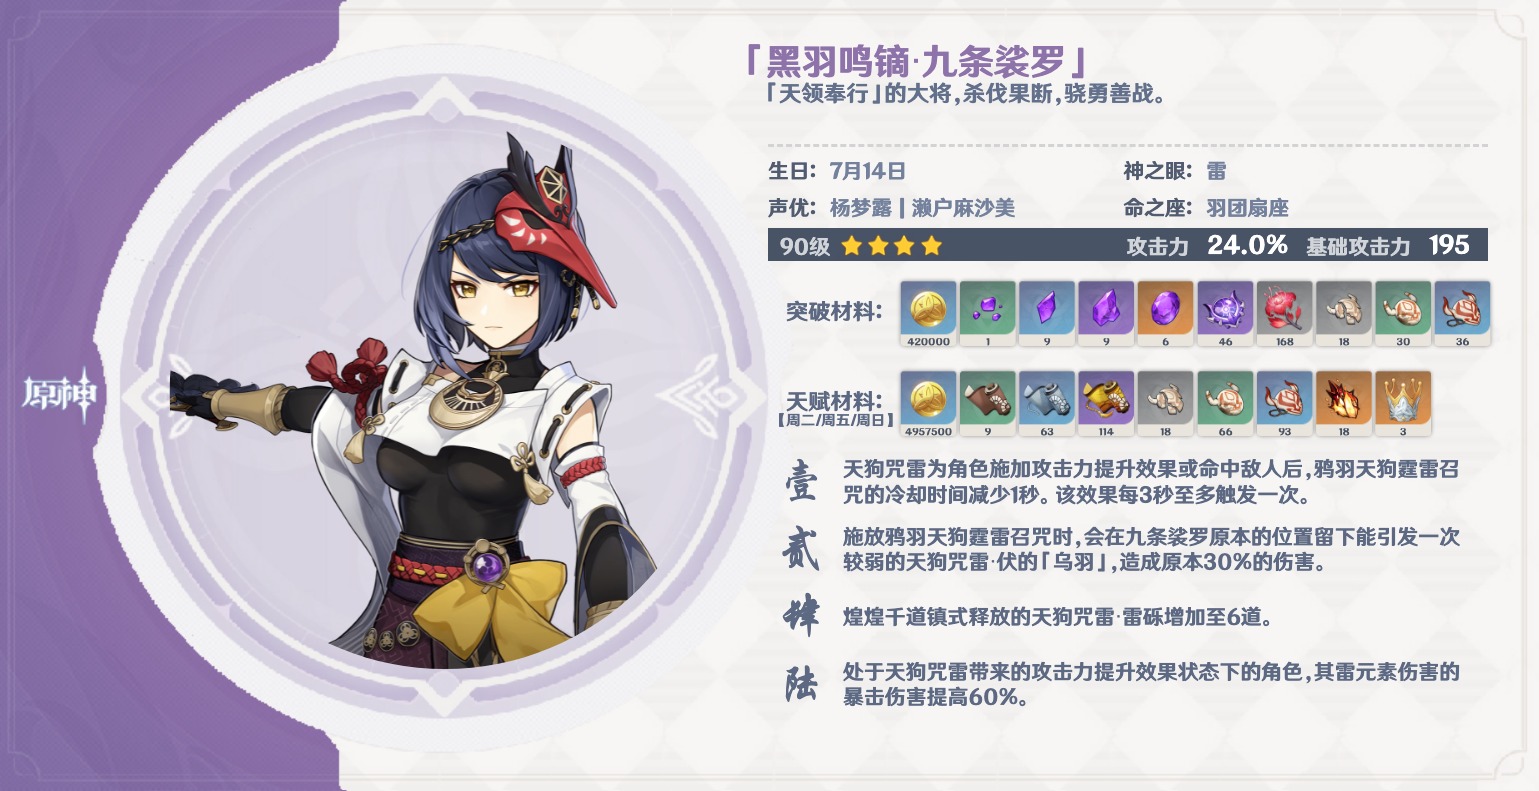 原神
「黑羽鸣镝·九条裟罗」
「天领奉行」的大将,杀伐果断,骁勇善战。
生日: 7月14日 神之眼: 雷
声优: 杨梦露 | 濑户麻沙美 命之座: 羽团扇座
90级 攻击力 24.0% 基础攻击力 195
突破材料:
420000 1 9 9 6 46 168 18 30 36
天赋材料:
【周二/周五/周日】
4957500 9 63 114 18 66 93 18 3
壹 天狗咒雷为角色施加攻击力提升效果或命中敌人后,鸦羽天狗霆雷召
咒的冷却时间减少1秒。该效果每3秒至多触发一次。
贰 施放鸦羽天狗霆雷召咒时,会在九条裟罗原本的位置留下能引发一次
较弱的天狗咒雷·伏的「乌羽」,造成原本30%的伤害。
肆 煌煌千道镇式释放的天狗咒雷·雷砾增加至6道。
陆 处于天狗咒雷带来的攻击力提升效果状态下的角色,其雷元素伤害的
暴击伤害提高60%。